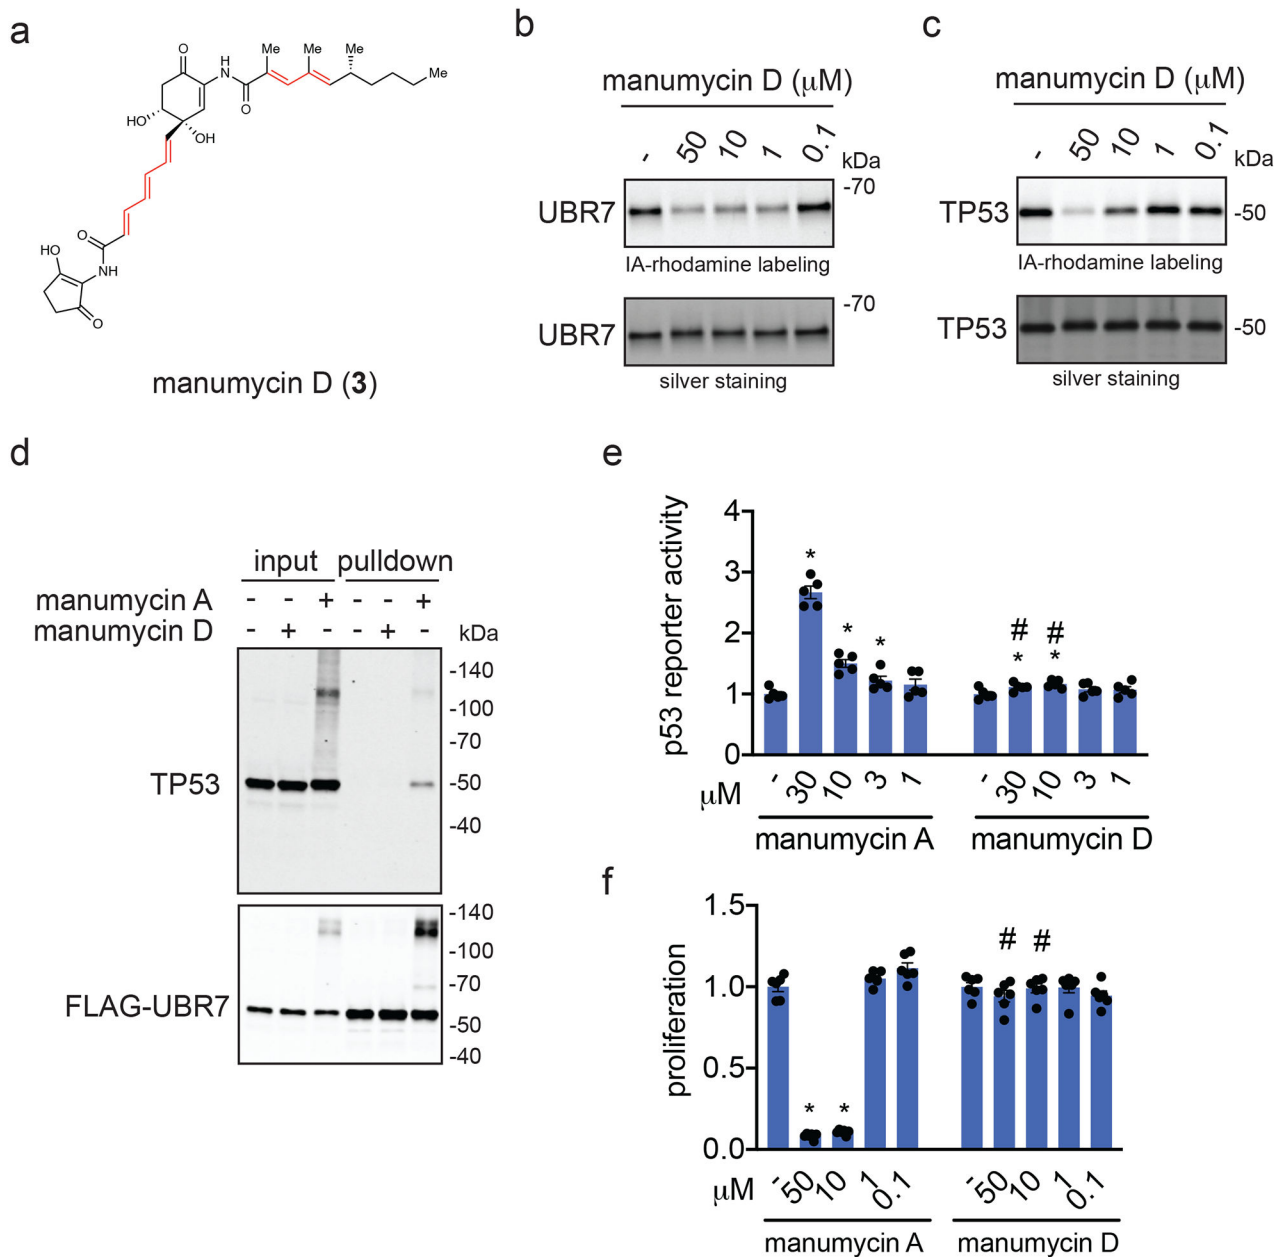 a
O
Me
Me
Me
Me
NH
O
HO
OH
O
HO
NH
O
manumycin D (3)
b
manumycin D (μM)
- 50 10 1 0.1 kDa
-70
UBR7
IA-rhodamine labeling
-70
UBR7
silver staining
c
manumycin D (μM)
- 50 10 1 0.1 kDa
TP53 -50
IA-rhodamine labeling
TP53 -50
silver staining
d
input pulldown
manumycin A - - + - - +
manumycin D - + - - + - kDa
-140
-100
-70
TP53 -50
-40
-140
-100
-70
FLAG-UBR7 -50
-40
e
p53 reporter activity
4
3
2
1
0
*
*
*
# #
* *
μM - 30 10 3 1 - 30 10 3 1
manumycin A manumycin D
f
proliferation
1.5
1.0
0.5
0.0
* *
# #
μM - 50 10 1 0.1 - 50 10 1 0.1
manumycin A manumycin D